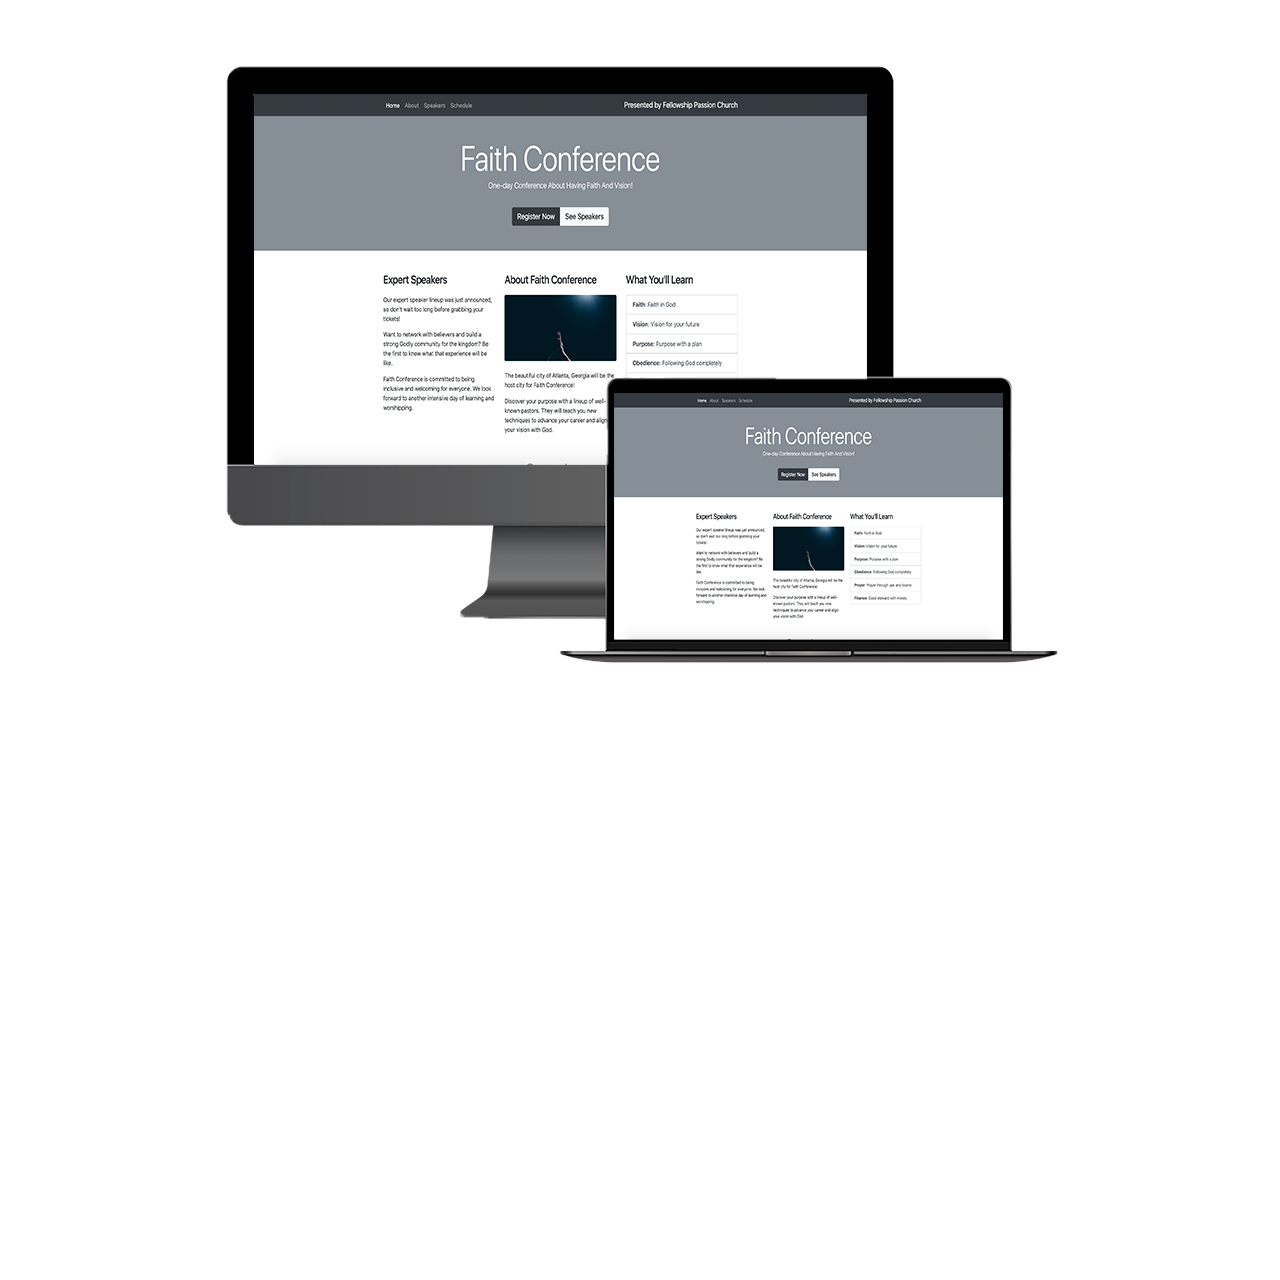 Home About Speakers Schedule
Presented by Fellowship Passion Church
Faith Conference
One-day Conference About Having Faith And Vision!
Register Now
See Speakers
Expert Speakers
Our expert speaker lineup was just announced,
so don't wait too long before grabbing your
tickets!
Want to network with believers and build a
strong Godly community for the kingdom? Be
the first to know what that experience will be
like.
Faith Conference is committed to being
inclusive and welcoming for everyone. We look
forward to another intensive day of learning and
worshipping.
About Faith Conference
The beautiful city of Atlanta, Georgia will be the
host city for Faith Conference!
Discover your purpose with a lineup of well-
known pastors. They will teach you new
techniques to advance your career and align
your vision with God.
What You'll Learn
Faith: Faith in God
Vision: Vision for your future
Purpose: Purpose with a plan
Obedience: Following God completely
Home About Speakers Schedule
Presented by Fellowship Passion Church
Faith Conference
One-day Conference About Having Faith And Vision!
Register Now
See Speakers
Expert Speakers
Our expert speaker lineup was just announced,
so don't wait too long before grabbing your
tickets!
Want to network with believers and build a
strong Godly community for the kingdom? Be
the first to know what that experience will be
like.
Faith Conference is committed to being
inclusive and welcoming for everyone. We look
forward to another intensive day of learning and
worshipping.
About Faith Conference
The beautiful city of Atlanta, Georgia will be the
host city for Faith Conference!
Discover your purpose with a lineup of well-
known pastors. They will teach you new
techniques to advance your career and align
your vision with God.
What You'll Learn
Faith: Faith in God
Vision: Vision for your future
Purpose: Purpose with a plan
Obedience: Following God completely
Prayer: Prayer through ups and downs
Finance: Good steward with money